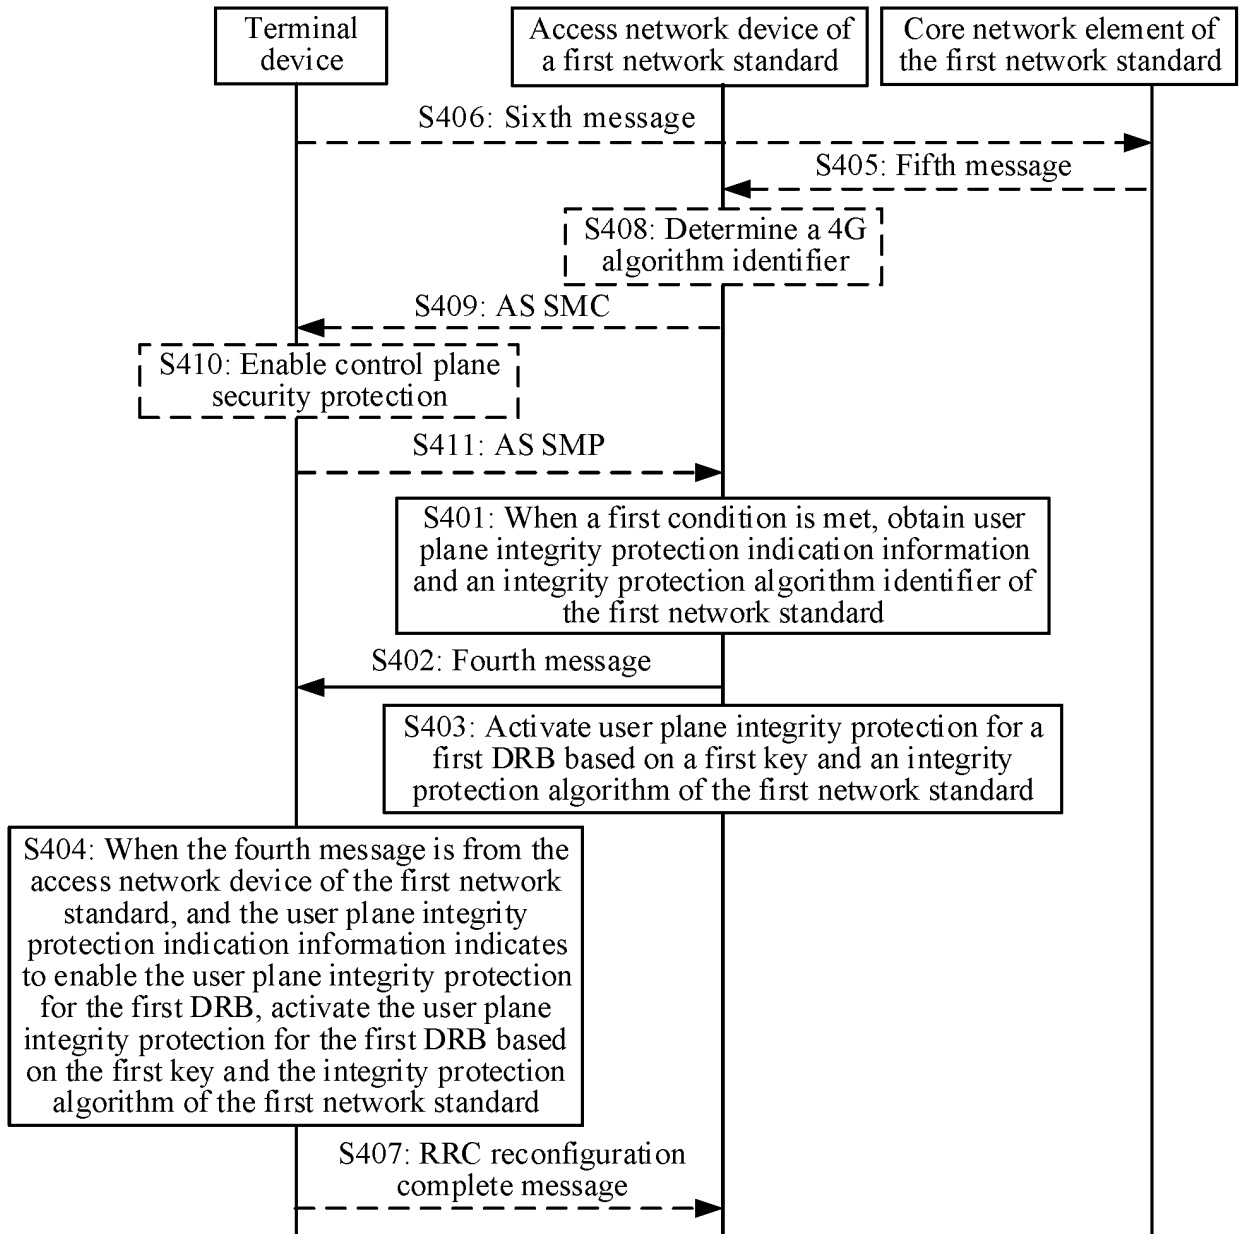 Terminal
device
Access network device of
a first network standard
Core network element of
the first network standard
S406: Sixth message
S405: Fifth message
S408: Determine a 4G
algorithm identifier
S409: AS SMC
S410: Enable control plane
security protection
S411: AS SMP
S401: When a first condition is met, obtain user
plane integrity protection indication information
and an integrity protection algorithm identifier of
the first network standard
S402: Fourth message
S403: Activate user plane integrity protection for a
first DRB based on a first key and an integrity
protection algorithm of the first network standard
S404: When the fourth message is from the
access network device of the first network
standard, and the user plane integrity
protection indication information indicates
to enable the user plane integrity protection
for the first DRB, activate the user plane
integrity protection for the first DRB based
on the first key and the integrity protection
algorithm of the first network standard
S407: RRC reconfiguration
complete message